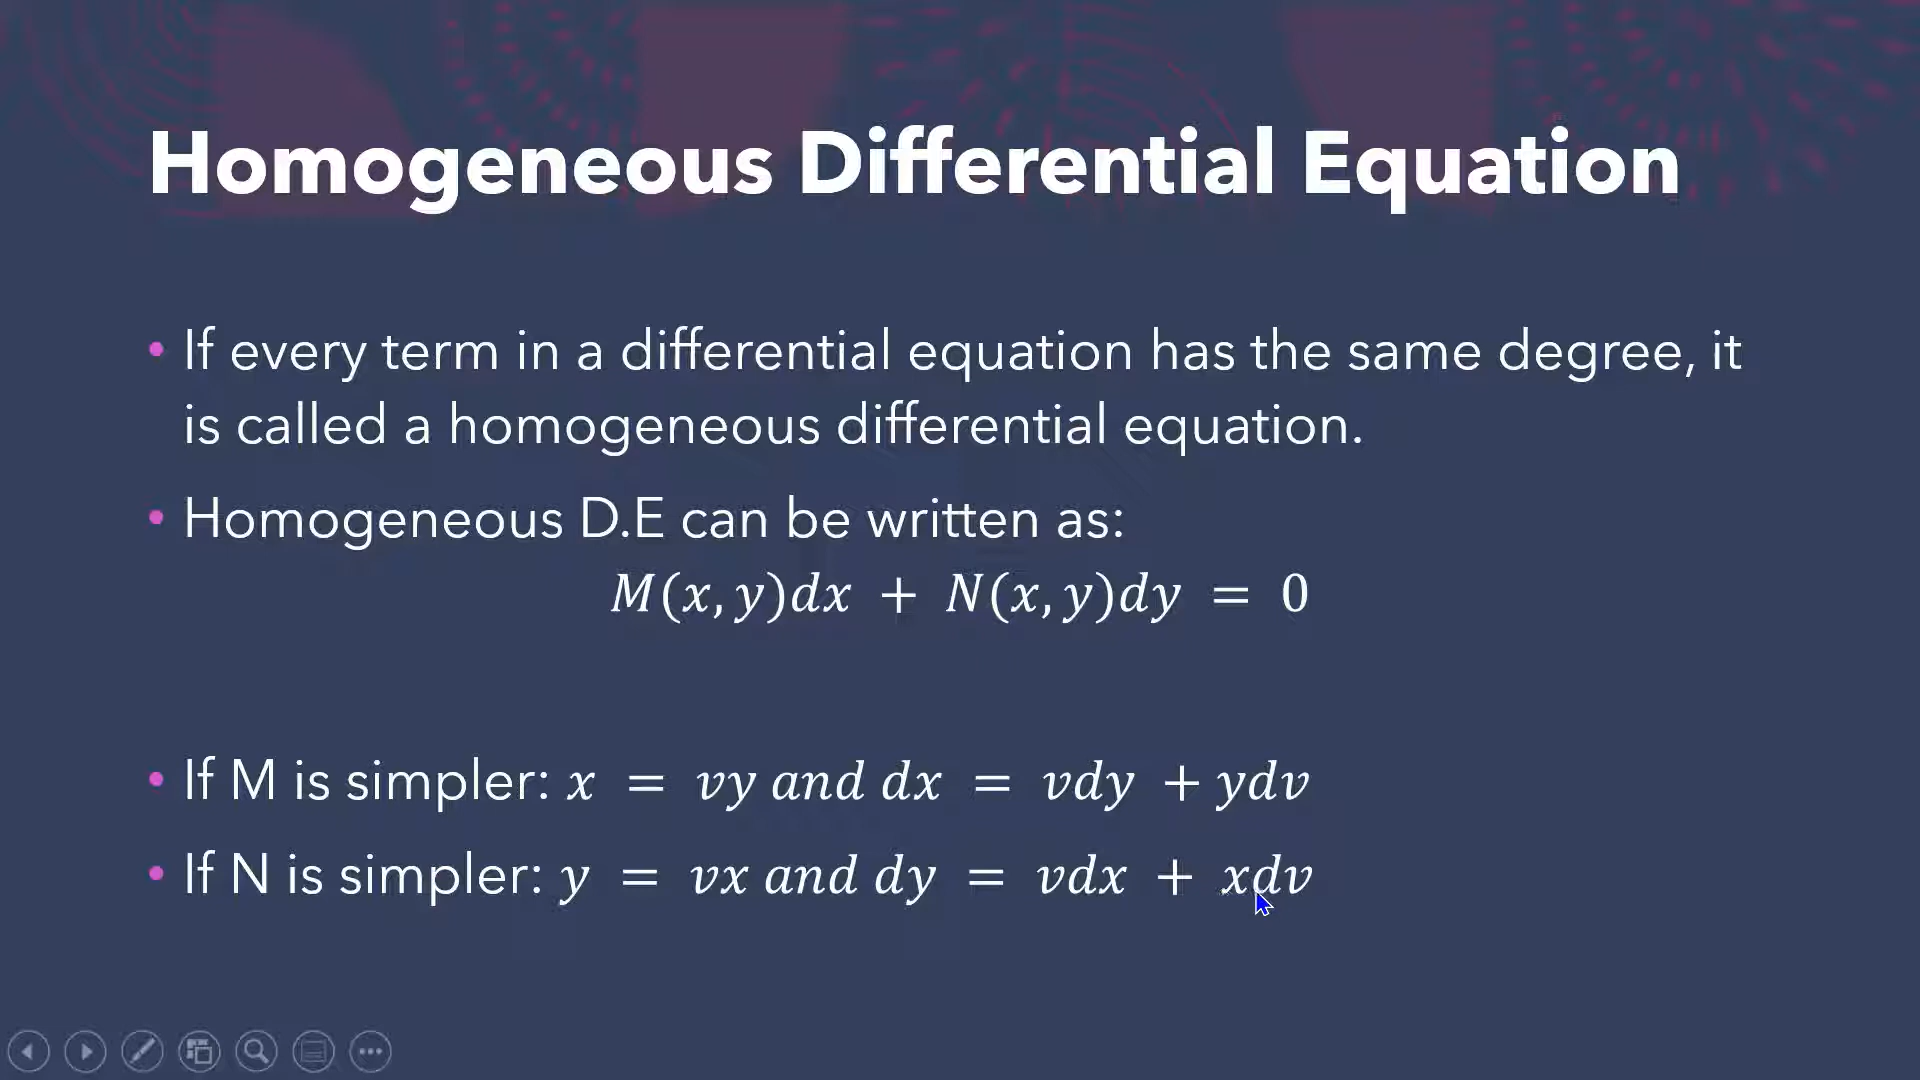 Homogeneous Differential Equation
• If every term in a differential equation has the same degree, it
is called a homogeneous differential equation.
• Homogeneous D.E can be written as:
M(x, y)dx + N(x, y)dy = 0
• If M is simpler: x = vy and dx = vdy + ydv
• If N is simpler: y = vx and dy = vdx + xdv